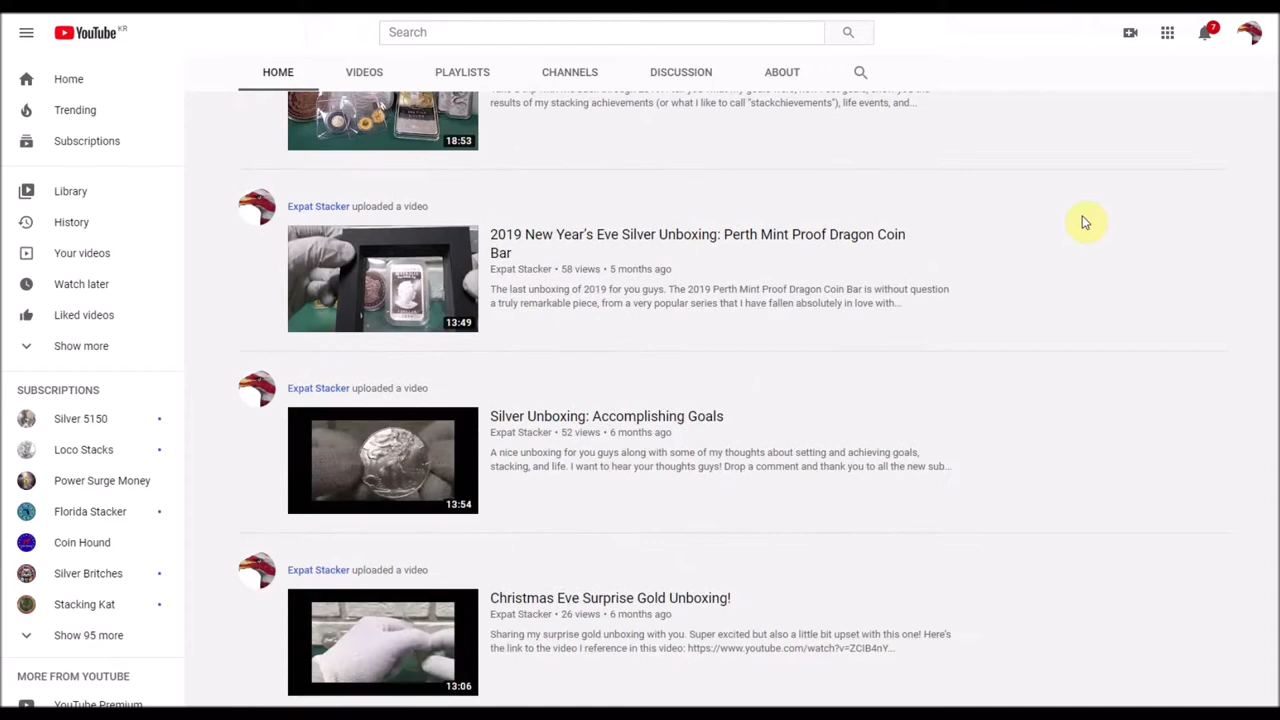 YouTube KR
Search
7
Home
Trending
Subscriptions
Library
History
Your videos
Watch later
Liked videos
Show more
SUBSCRIPTIONS
Silver 5150
Loco Stacks
Power Surge Money
Florida Stacker
Coin Hound
Silver Britches
Stacking Kat
Show 95 more
MORE FROM YOUTUBE
YouTube Premium
HOME
VIDEOS
PLAYLISTS
CHANNELS
DISCUSSION
ABOUT
results of my stacking achievements (or what I like to call "stackchievements"), life events, and...
18:53
Expat Stacker uploaded a video
2019 New Year's Eve Silver Unboxing: Perth Mint Proof Dragon Coin
Bar
Expat Stacker • 58 views • 5 months ago
The last unboxing of 2019 for you guys. The 2019 Perth Mint Proof Dragon Coin Bar is without question
a truly remarkable piece, from a very popular series that I have fallen absolutely in love with...
13:49
Expat Stacker uploaded a video
Silver Unboxing: Accomplishing Goals
Expat Stacker • 52 views • 6 months ago
A nice unboxing for you guys along with some of my thoughts about setting and achieving goals,
stacking, and life. I want to hear your thoughts guys! Drop a comment and thank you to all the new sub...
13:54
Expat Stacker uploaded a video
Christmas Eve Surprise Gold Unboxing!
Expat Stacker • 26 views • 6 months ago
Sharing my surprise gold unboxing with you. Super excited but also a little bit upset with this one! Here's
the link to the video I reference in this video: https://www.youtube.com/watch?v=ZCIB4nY...
13:06